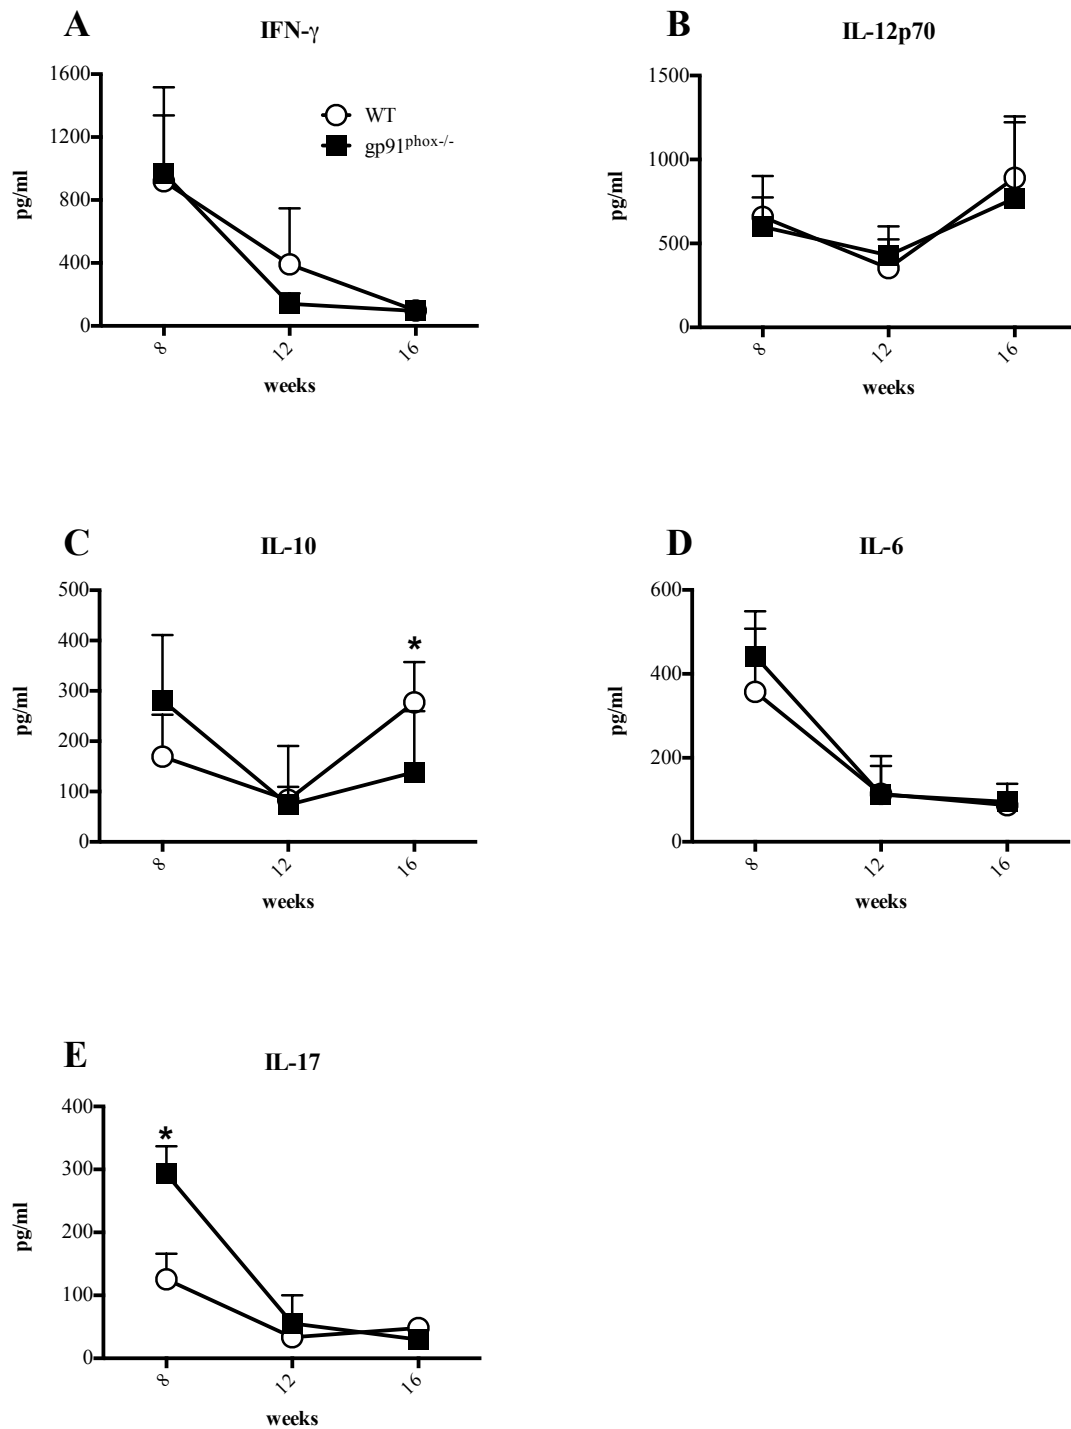 A
IFN-γ
1600
1200
800
400
0
pg/ml
8
12
16
weeks
WT
gp91phox-/-
B
IL-12p70
1500
1000
500
0
pg/ml
8
12
16
weeks
C
IL-10
500
400
300
200
100
0
pg/ml
*
8
12
16
weeks
D
IL-6
600
400
200
0
pg/ml
8
12
16
weeks
E
IL-17
400
300
200
100
0
pg/ml
*
8
12
16
weeks